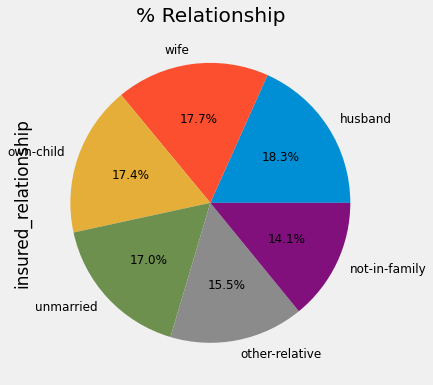 % Relationship
wife
17.7%
husband
18.3%
own-child
17.4%
insured_relationship
14.1%
not-in-family
17.0%
unmarried
15.5%
other-relative